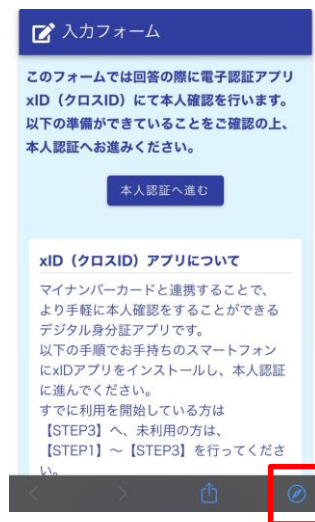 入力フォーム
このフォームでは回答の際に電子認証アプリ
xID（クロスID）にて本人確認を行います。
以下の準備ができていることをご確認の上、
本人認証へお進みください。
本人認証へ進む
xID（クロスID）アプリについて
マイナンバーカードと連携することで、
より手軽に本人確認をすることができる
デジタル身分証アプリです。
以下の手順でお手持ちのスマートフォン
にxIDアプリをインストールし、本人認証
に進んでください。
すでに利用を開始している方は
【STEP3】へ、未利用の方は、
【STEP1】～【STEP3】を行ってくださ
い。